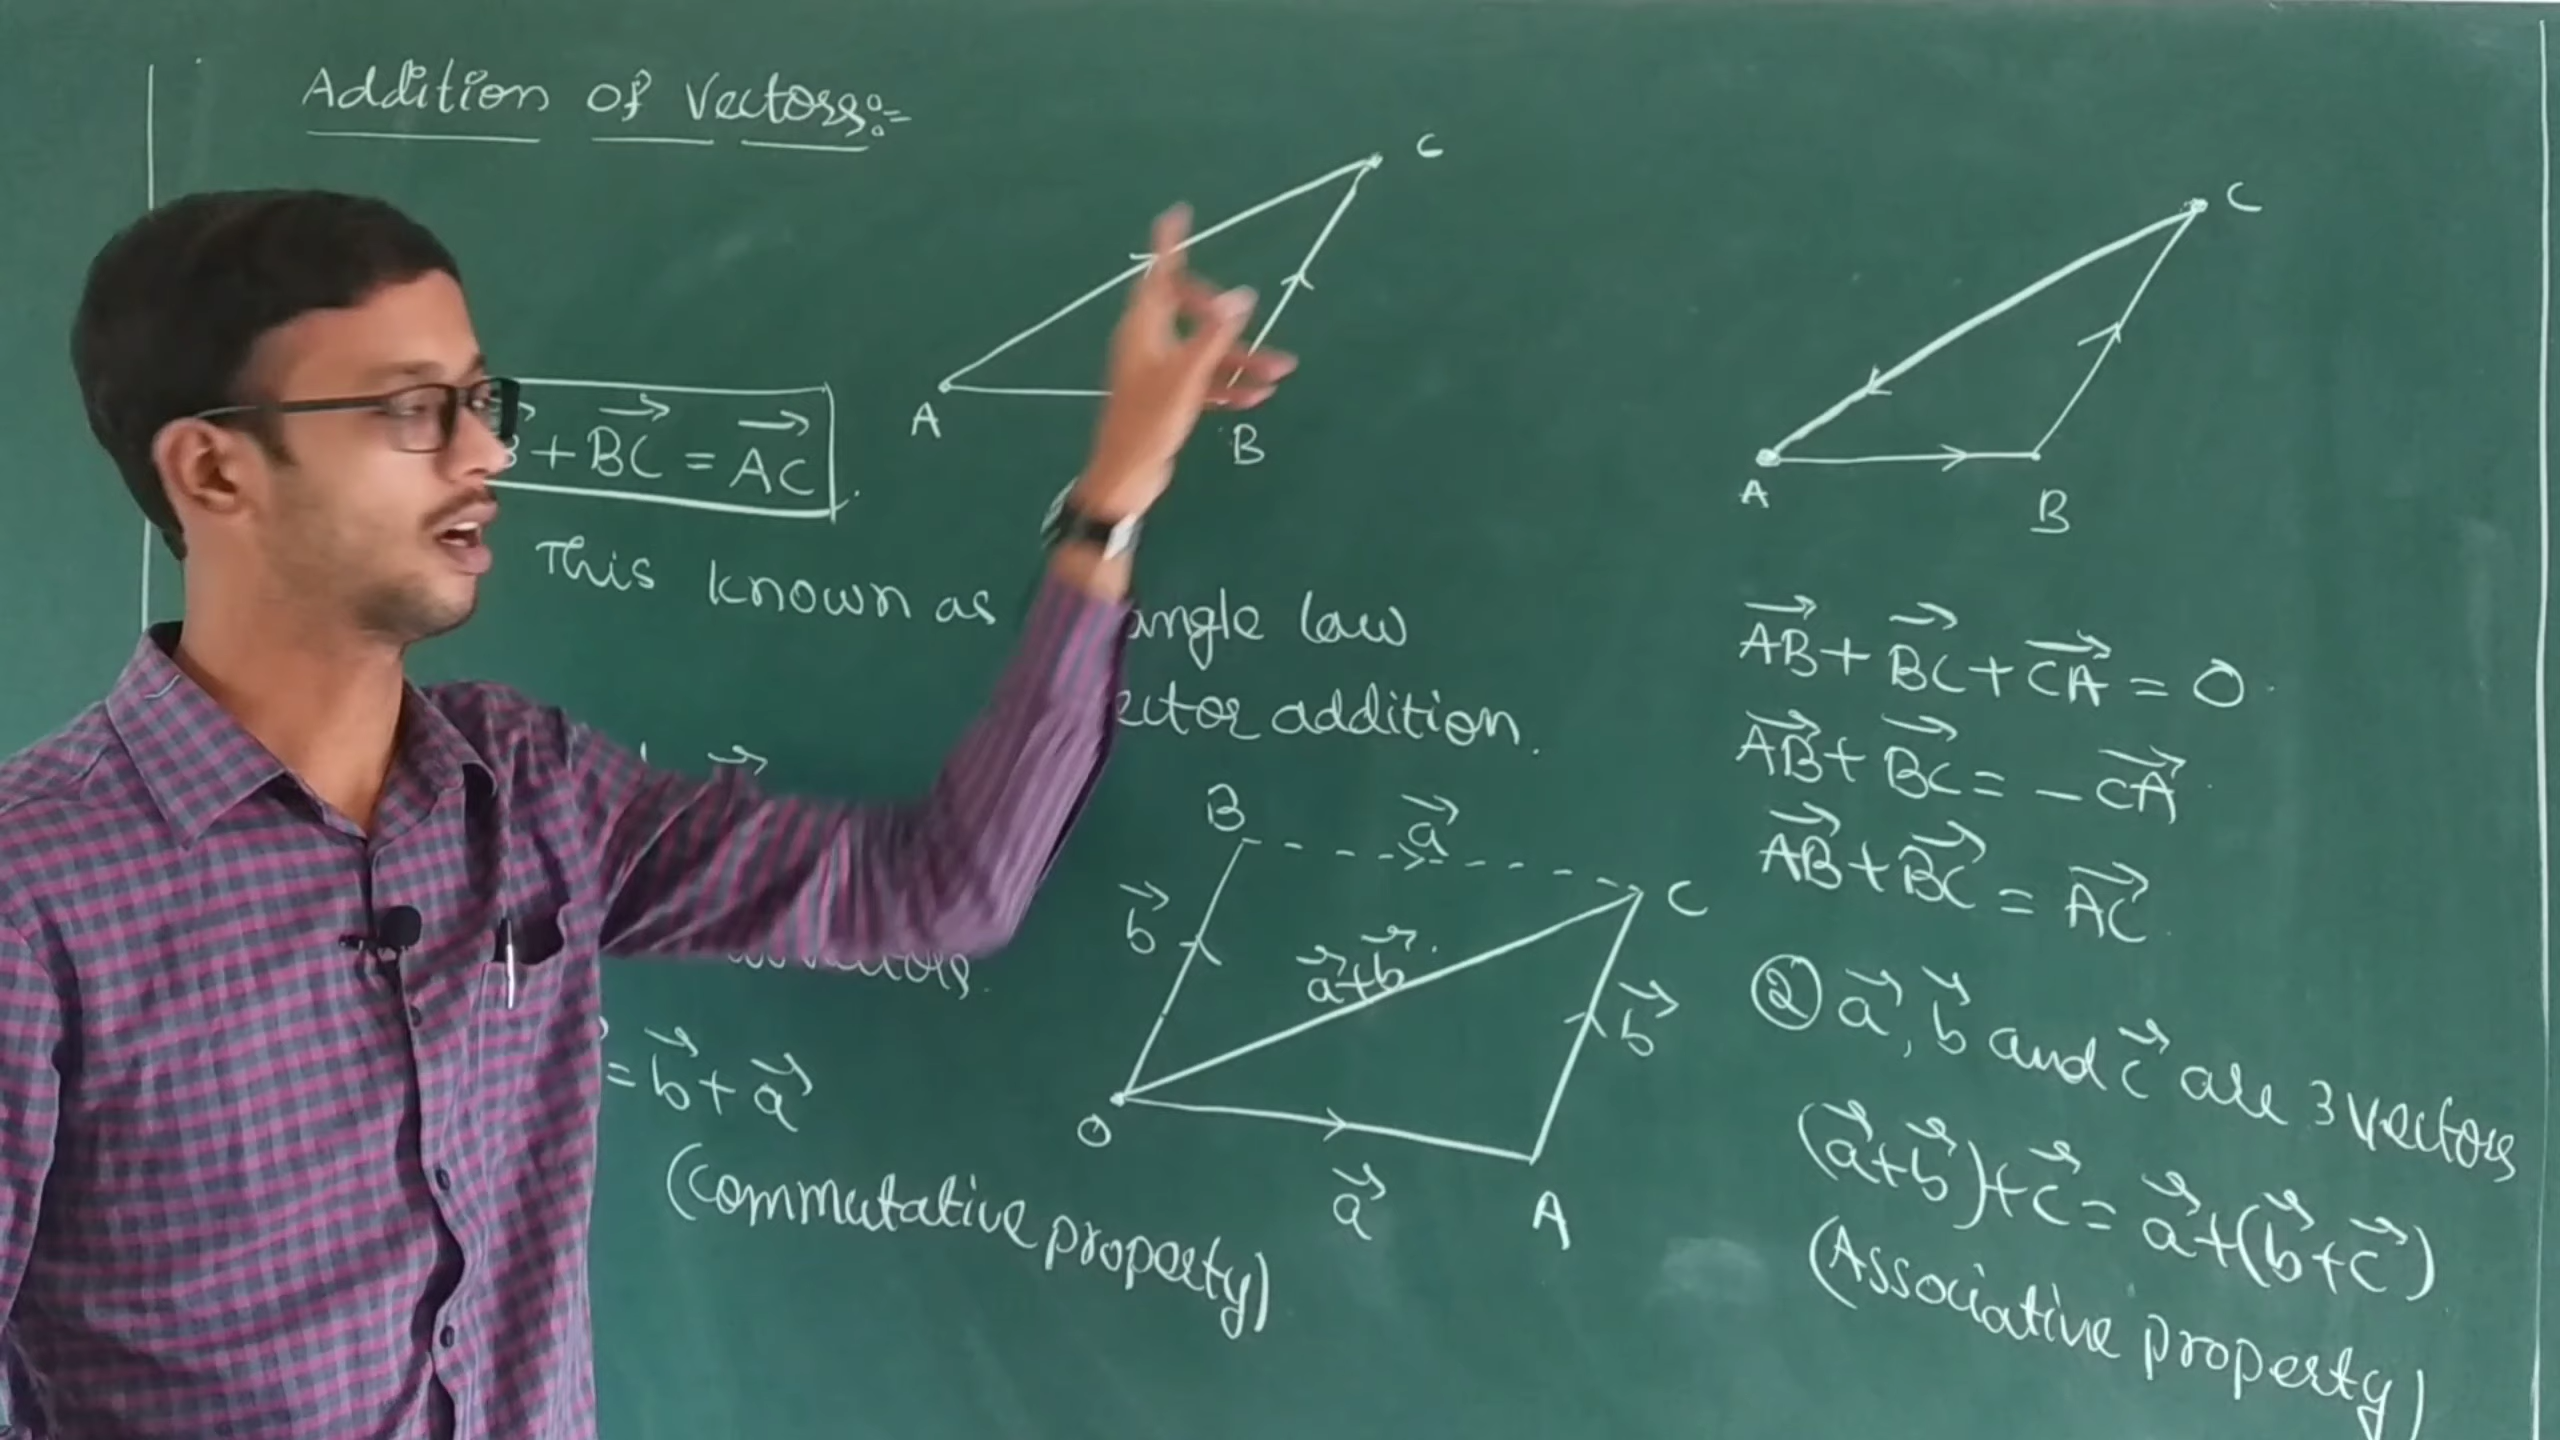 Addition of Vectors:-
C
A
B
+ BC⃗ = AC⃗
This known as angle law
ector addition.
B
a⃗
b⃗
C
a⃗+b⃗
b⃗
O
a⃗
A
= b⃗ + a⃗
(Commutative property)
C
A
B
AB⃗ + BC⃗ + CA⃗ = 0
AB⃗ + BC⃗ = - CA⃗
AB⃗ + BC⃗ = AC⃗
② a⃗, b⃗ and c⃗ are 3 vectors
(a⃗+b⃗)+c⃗ = a⃗+(b⃗+c⃗)
(Associative property)